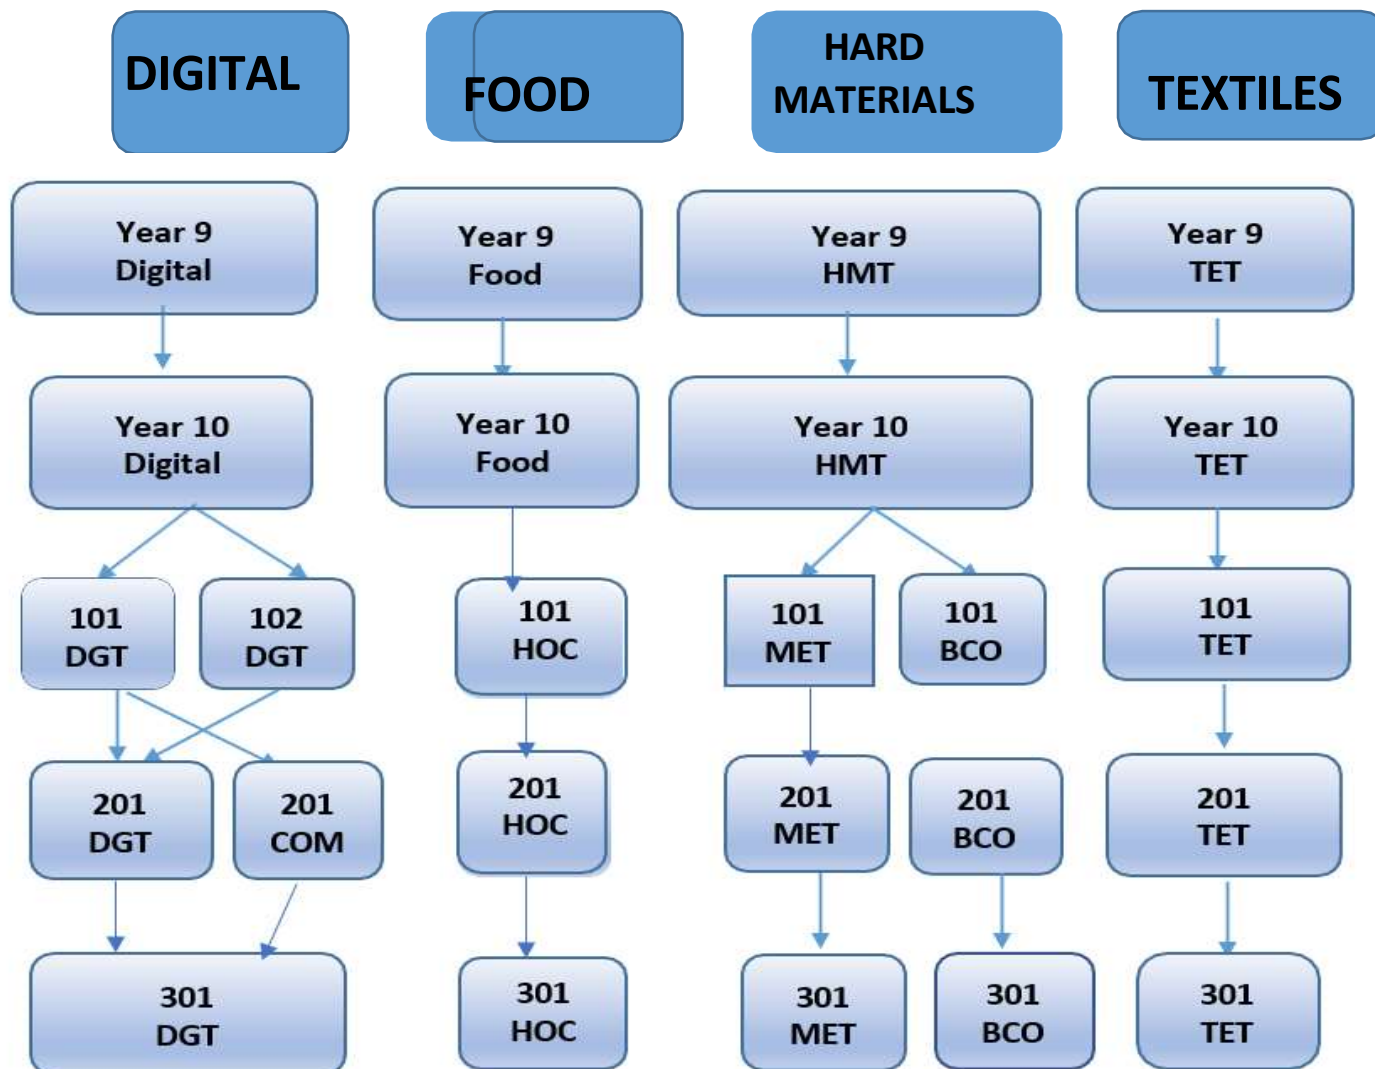 DIGITAL
FOOD
HARD
MATERIALS
TEXTILES
Year 9
Digital
Year 9
Food
Year 9
HMT
Year 9
TET
Year 10
Digital
Year 10
Food
Year 10
HMT
Year 10
TET
101
DGT
102
DGT
101
HOC
101
MET
101
BCO
101
TET
201
DGT
201
COM
201
HOC
201
MET
201
BCO
201
TET
301
DGT
301
HOC
301
MET
301
BCO
301
TET